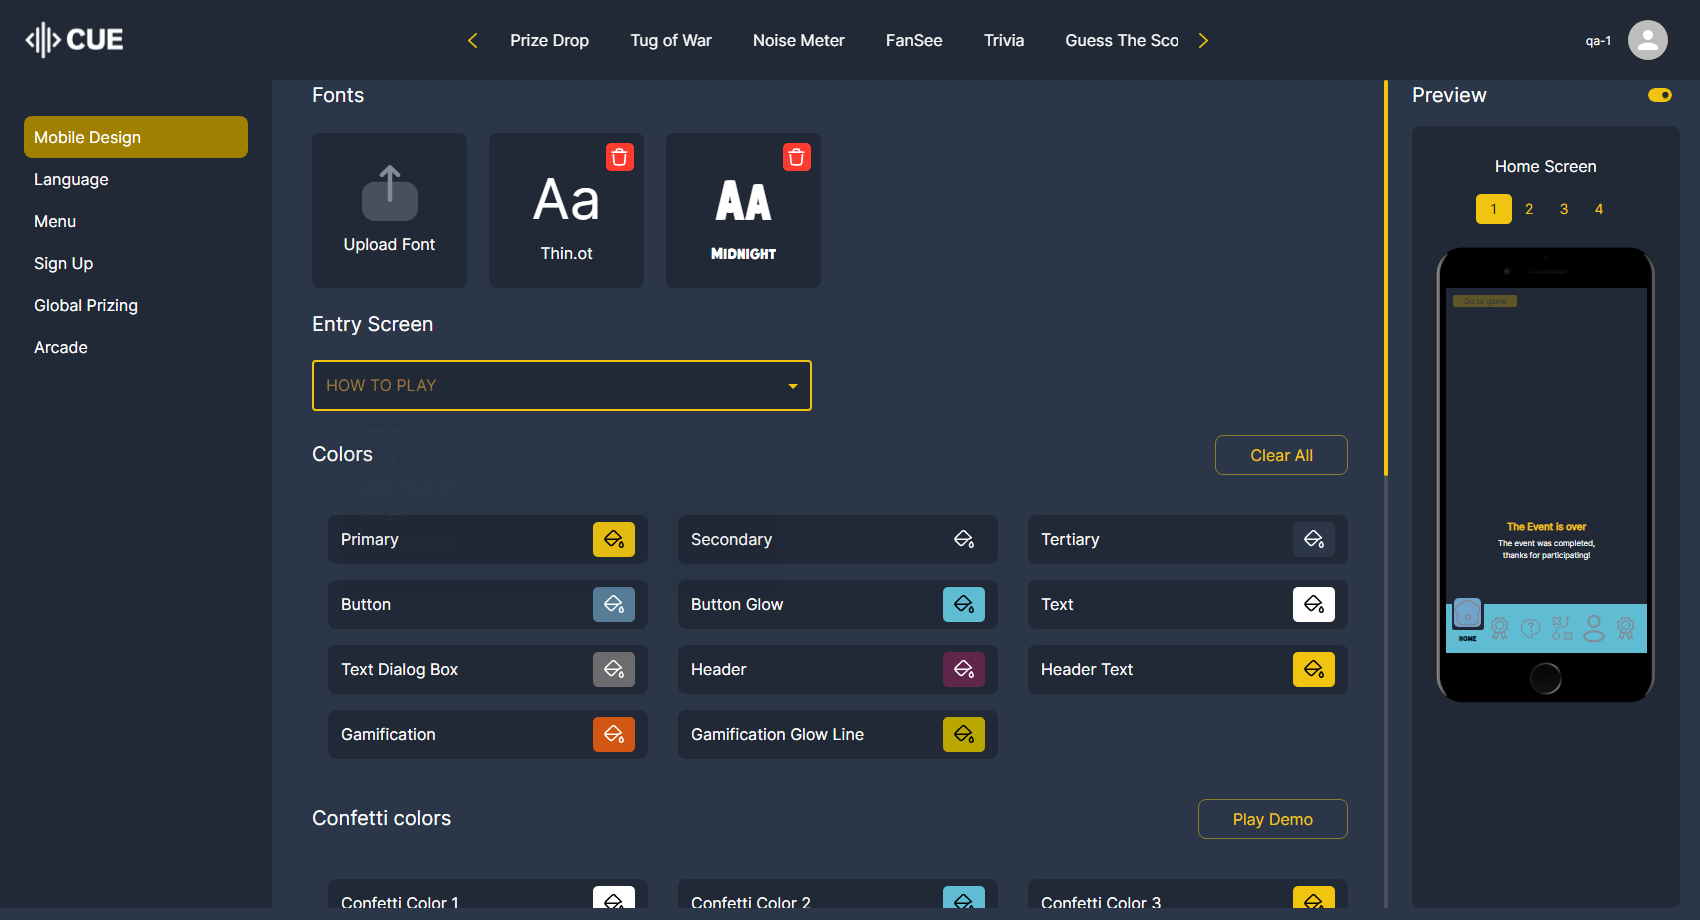 CUE
Prize Drop
Tug of War
Noise Meter
FanSee
Trivia
Guess The Sco
qa-1
Mobile Design
Language
Menu
Sign Up
Global Prizing
Arcade
Fonts
Upload Font
Aa
Thin.ot
AA
MIDNIGHT
Entry Screen
HOW TO PLAY
Colors
Clear All
Primary
Secondary
Tertiary
Button
Button Glow
Text
Text Dialog Box
Header
Header Text
Gamification
Gamification Glow Line
Confetti colors
Play Demo
Confetti Color 1
Confetti Color 2
Confetti Color 3
Preview
Home Screen
1 2 3 4
Go to game
The Event is over
The event was completed,
thanks for participating!
HOME